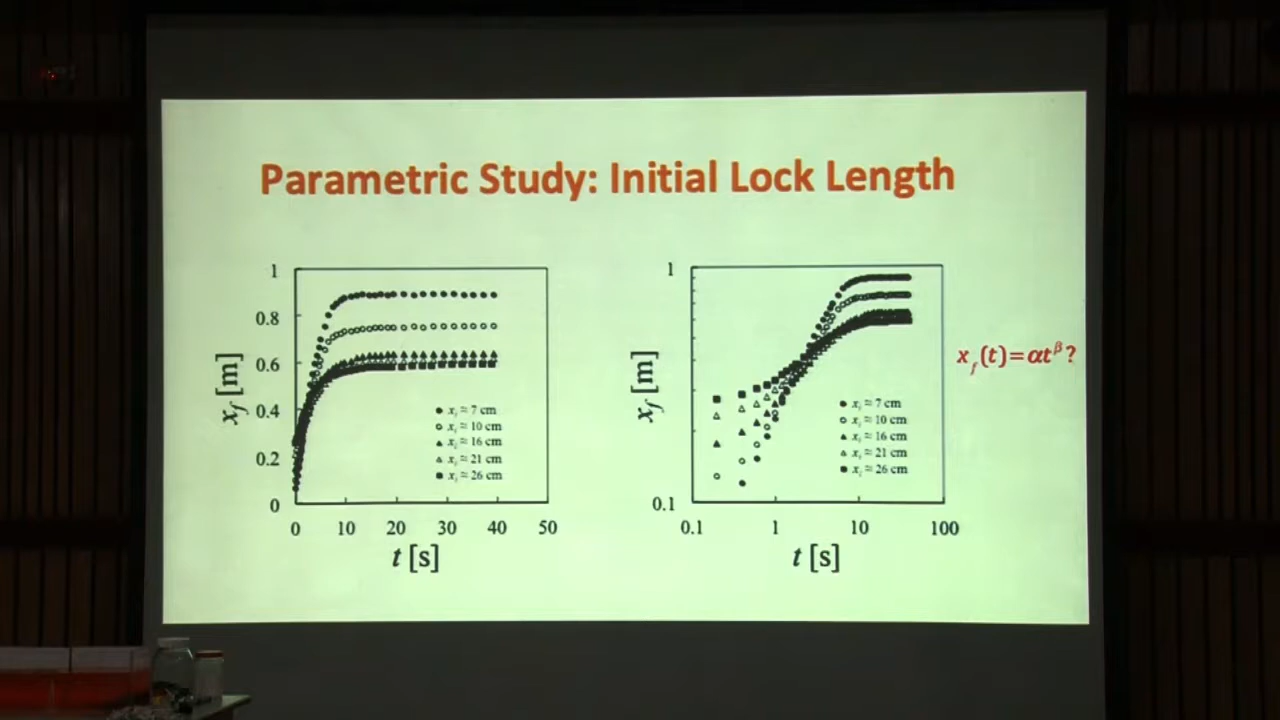 Parametric Study: Initial Lock Length
1
0.8
0.6
0.4
0.2
0
0 10 20 30 40 50
x_f [m]
t [s]
x_i ≈ 7 cm
x_i ≈ 10 cm
x_i ≈ 16 cm
x_i ≈ 21 cm
x_i ≈ 26 cm
1
0.1
0.1 1 10 100
x_f [m]
t [s]
x_i ≈ 7 cm
x_i ≈ 10 cm
x_i ≈ 16 cm
x_i ≈ 21 cm
x_i ≈ 26 cm
x_f(t)=αt^β?